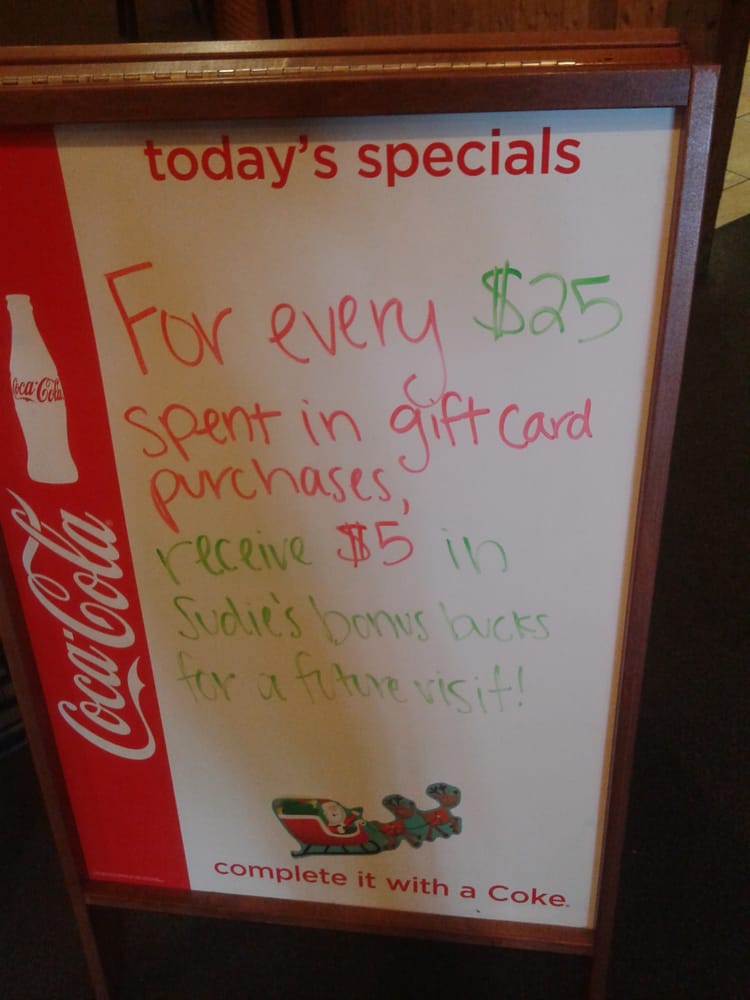 today's specials
For every $25
spent in gift card
purchases,
receive $5 in
Sudie's bonus bucks
for a future visit!
Coca-Cola
Coca-Cola
complete it with a Coke.